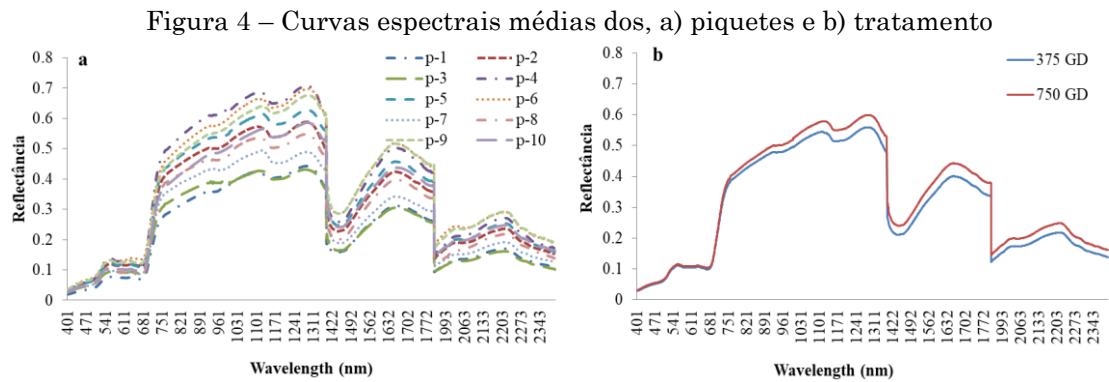 Figura 4 – Curvas espectrais médias dos, a) piquetes e b) tratamento
a
Reflectância
0.8
0.7
0.6
0.5
0.4
0.3
0.2
0.1
0
p-1 p-2
p-3 p-4
p-5 p-6
p-7 p-8
p-9 p-10
401 471 541 611 681 751 821 891 961 1031 1101 1171 1241 1311 1422 1492 1562 1632 1702 1772 1993 2063 2133 2203 2273 2343
Wavelength (nm)
b
Reflectância
0.8
0.7
0.6
0.5
0.4
0.3
0.2
0.1
0
375 GD
750 GD
401 471 541 611 681 751 821 891 961 1031 1101 1171 1241 1311 1422 1492 1562 1632 1702 1772 1993 2063 2133 2203 2273 2343
Wavelength (nm)